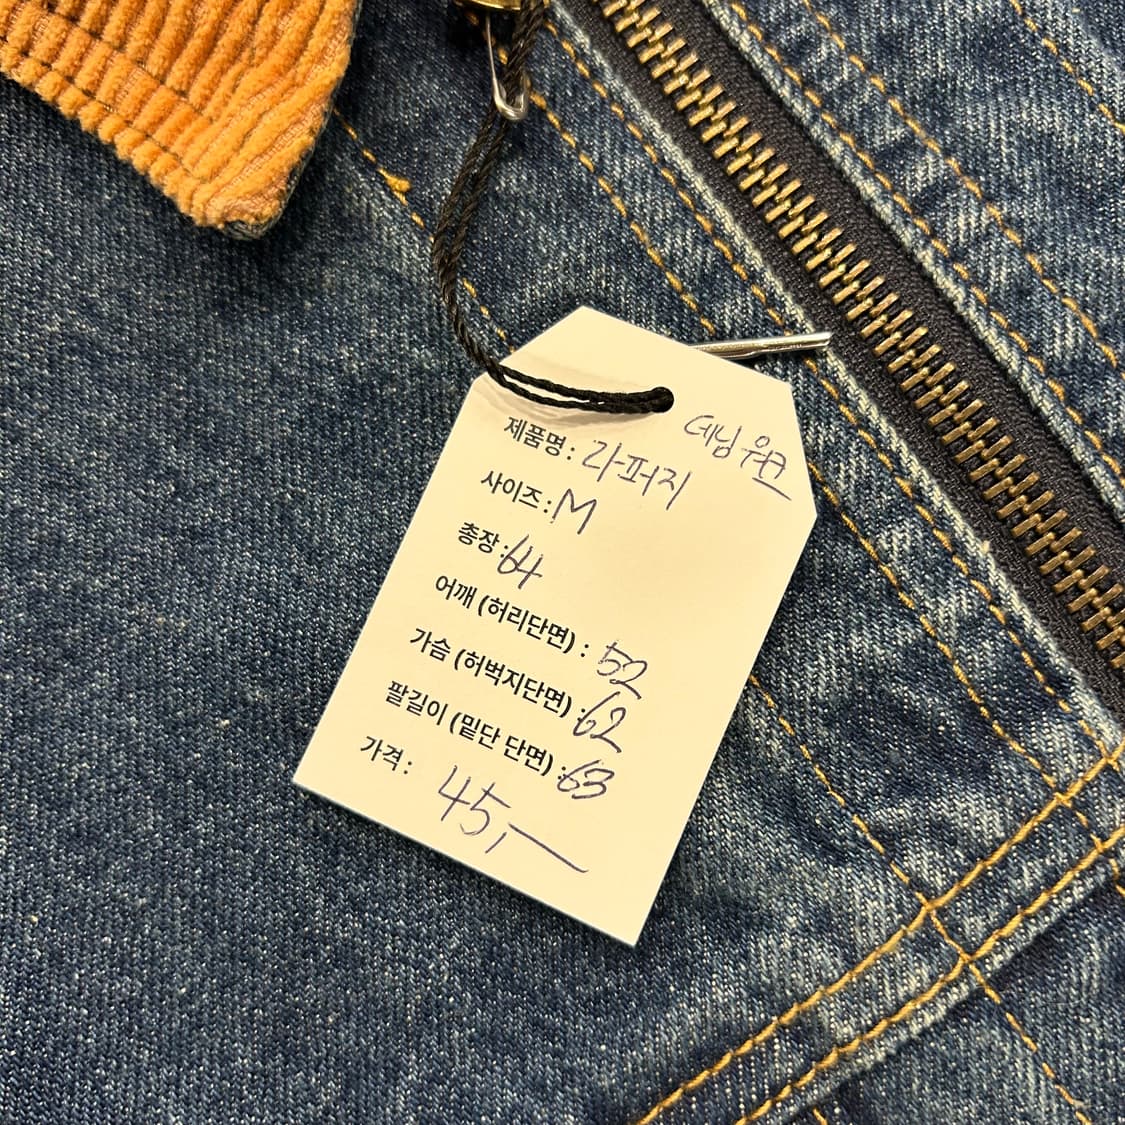 제품명: 라퍼지 데님 워크
사이즈: M
총장: 64
어깨 (허리단면) : 52
가슴 (허벅지단면) : 62
팔길이 (밑단 단면) : 63
가격: 45,—